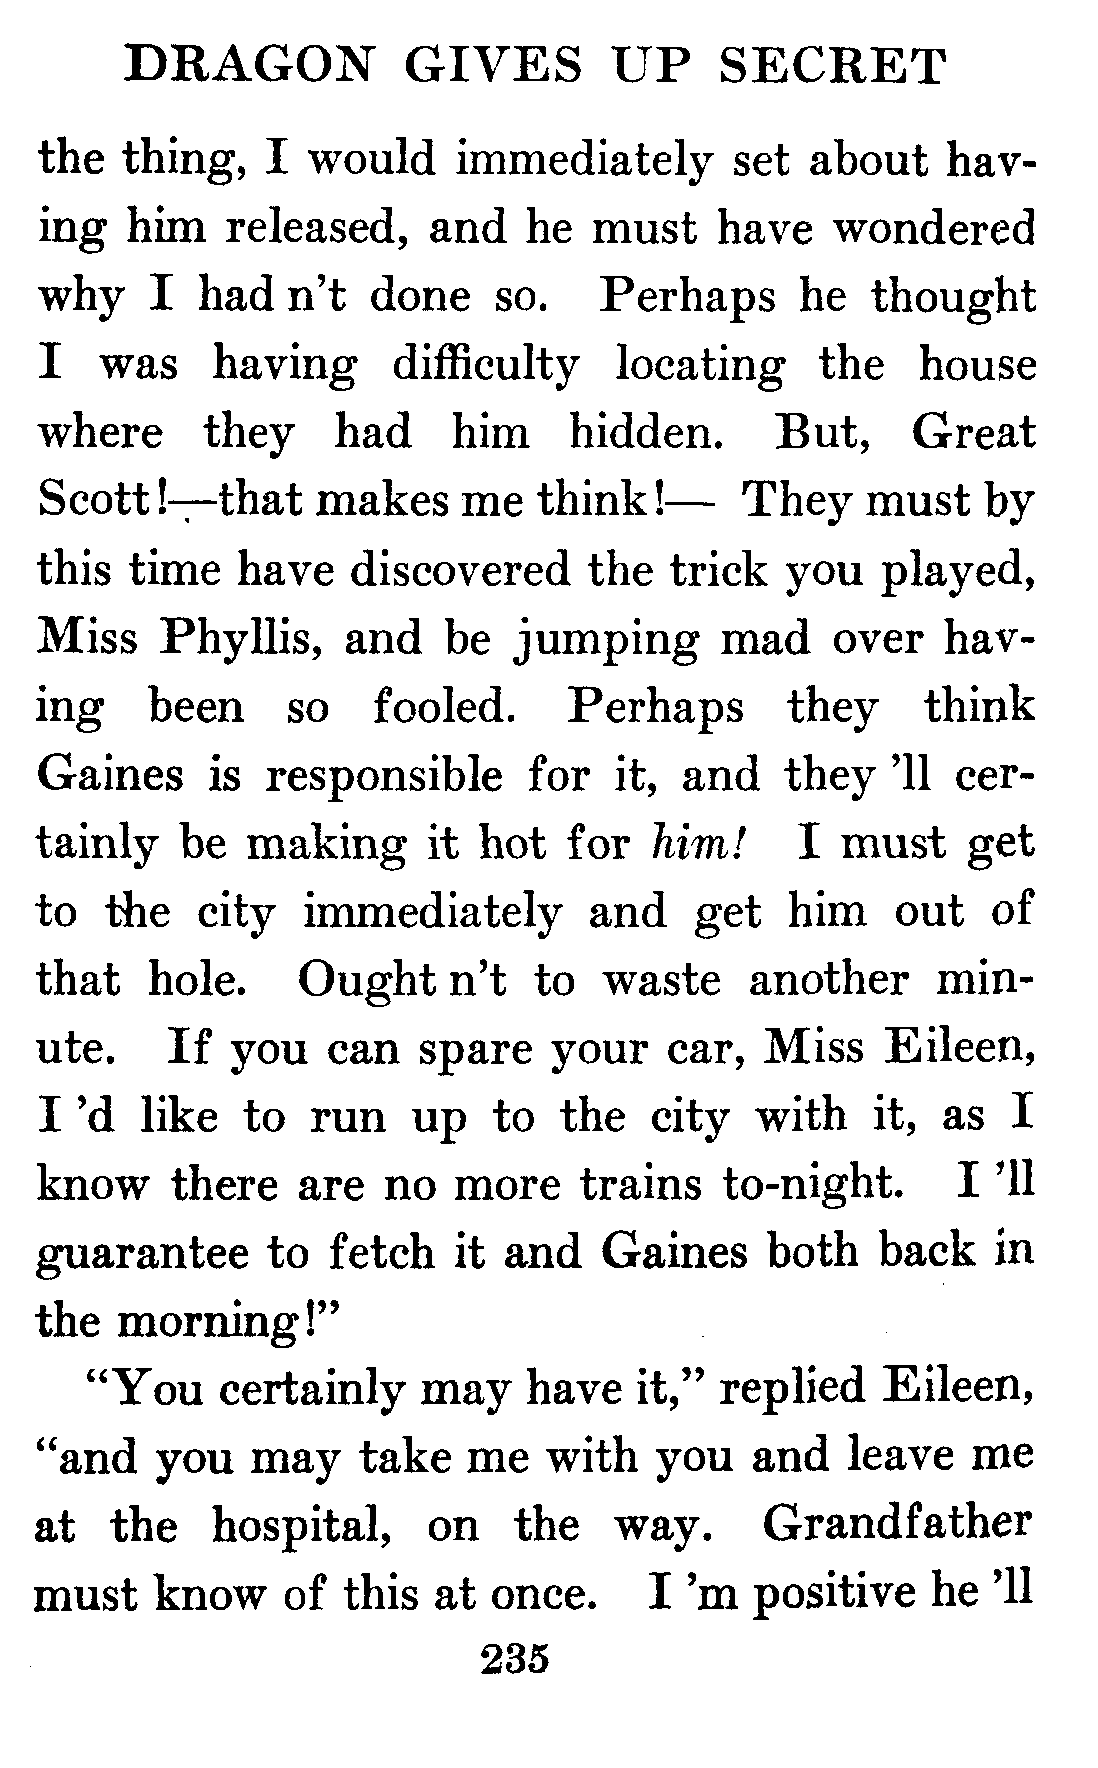 DRAGON GIVES UP SECRET
the thing, I would immediately set about hav-
ing him released, and he must have wondered
why I had n't done so. Perhaps he thought
I was having difficulty locating the house
where they had him hidden. But, Great
Scott!—that makes me think!— They must by
this time have discovered the trick you played,
Miss Phyllis, and be jumping mad over hav-
ing been so fooled. Perhaps they think
Gaines is responsible for it, and they 'll cer-
tainly be making it hot for him! I must get
to the city immediately and get him out of
that hole. Ought n't to waste another min-
ute. If you can spare your car, Miss Eileen,
I 'd like to run up to the city with it, as I
know there are no more trains to-night. I 'll
guarantee to fetch it and Gaines both back in
the morning!"
"You certainly may have it," replied Eileen,
"and you may take me with you and leave me
at the hospital, on the way. Grandfather
must know of this at once. I 'm positive he 'll
235